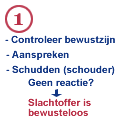 1
- Controleer bewustzijn
- Aanspreken
- Schudden (schouder)
Geen reactie?
Slachtoffer is
bewusteloos